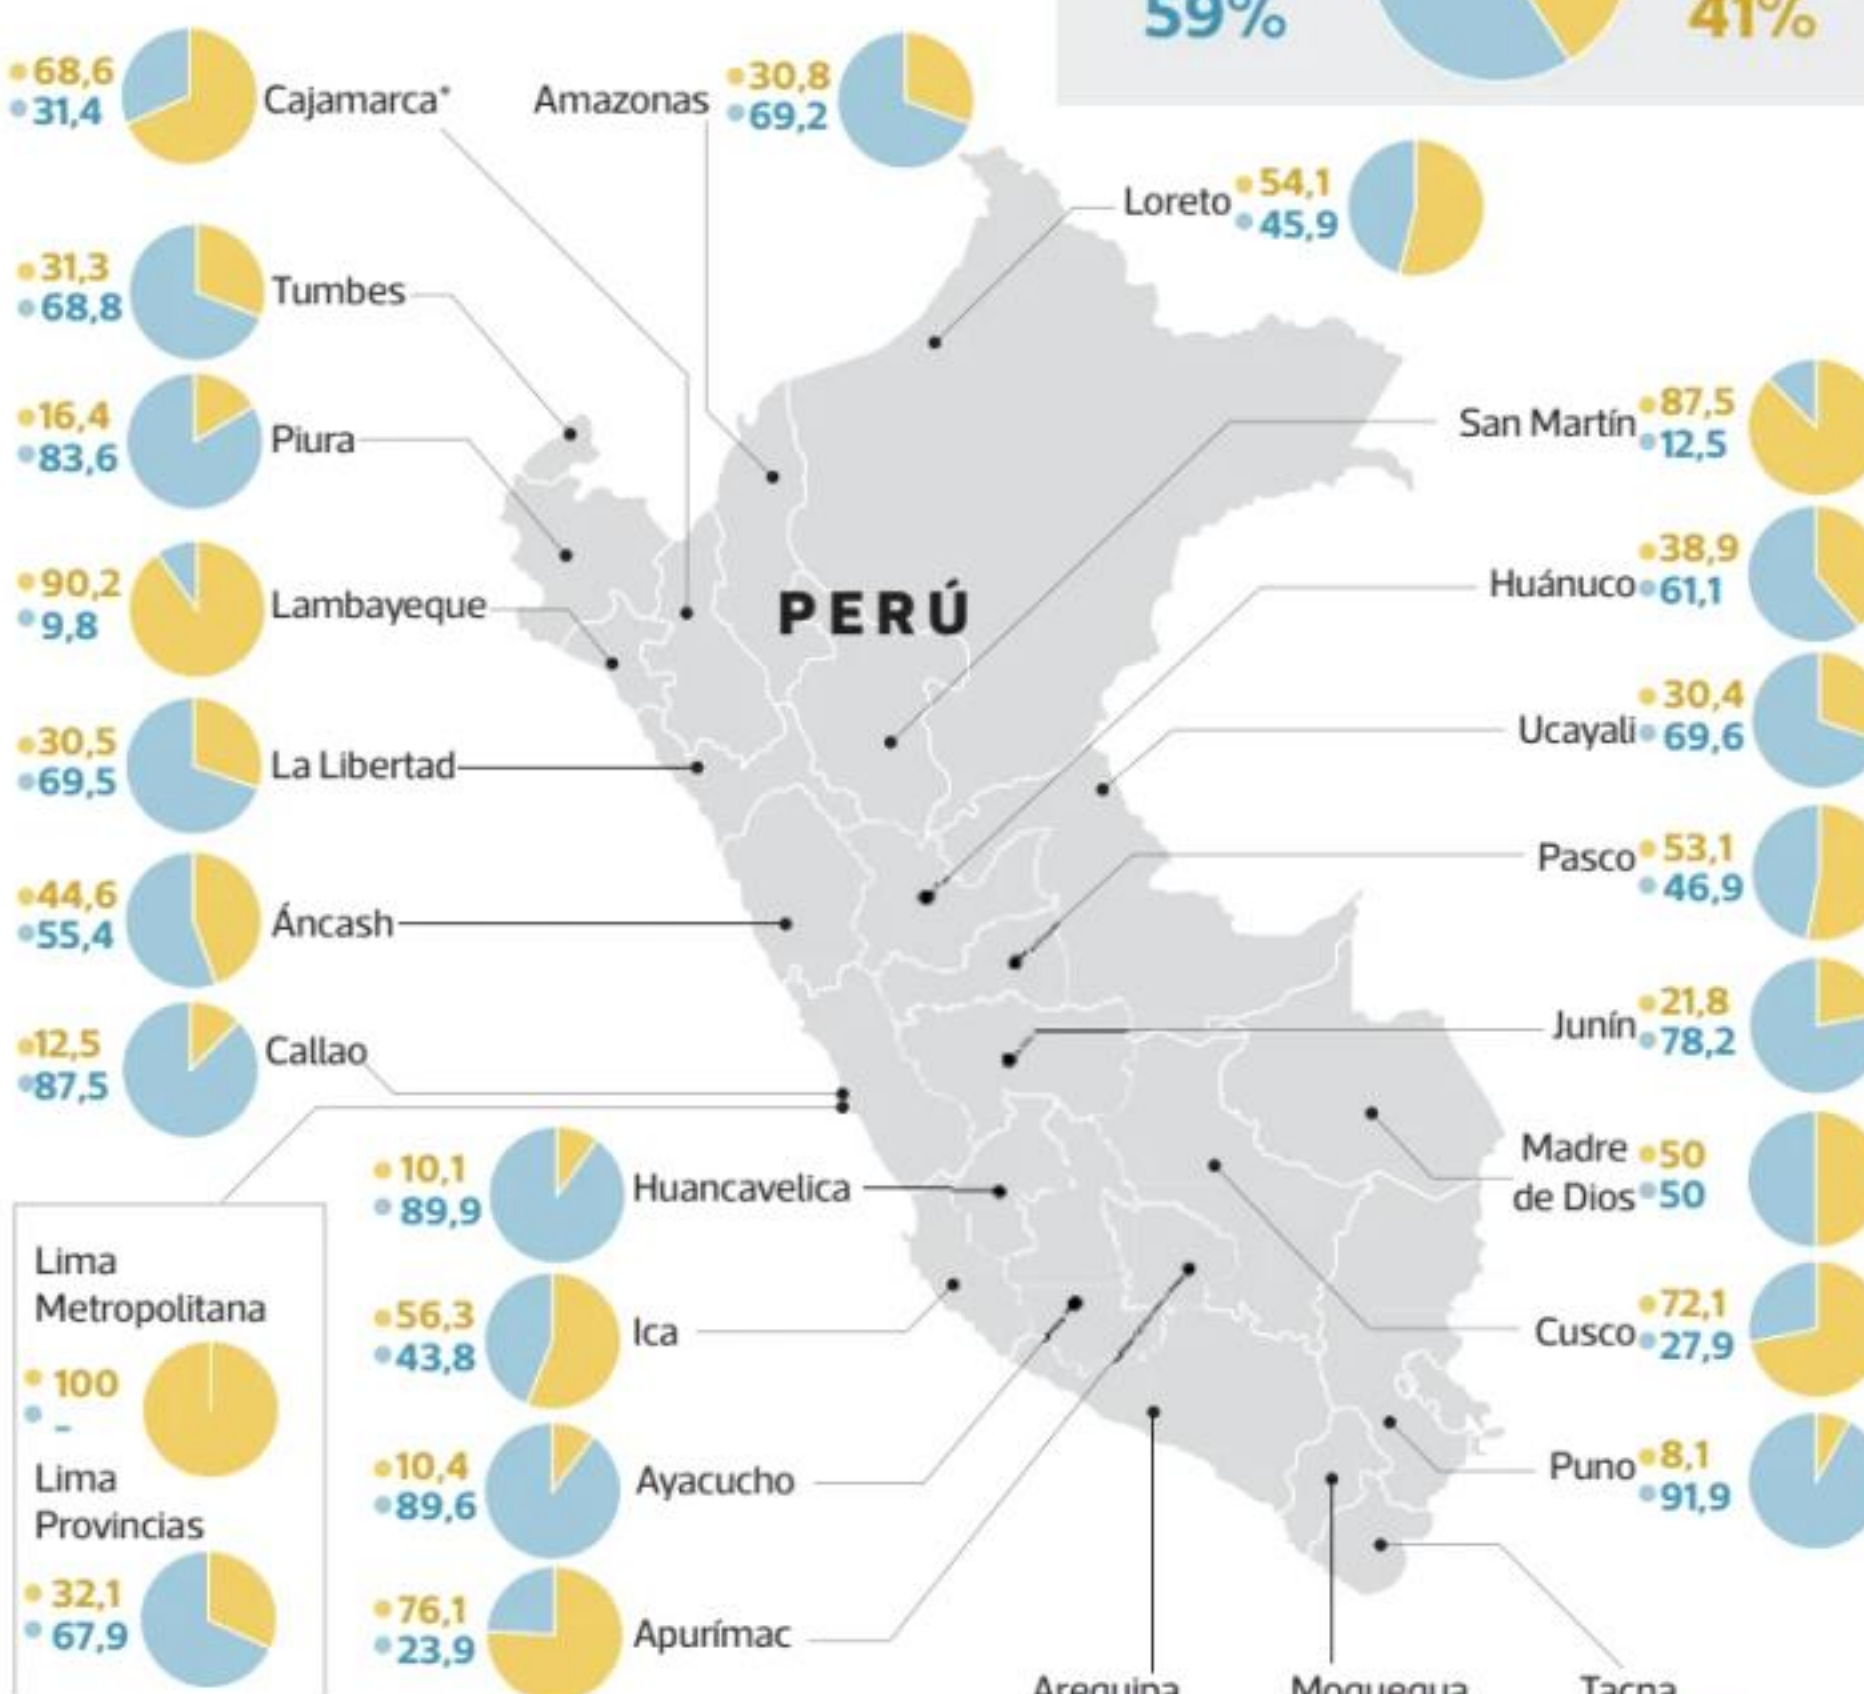 59%
41%
68,6
31,4
Cajamarca*
Amazonas
30,8
69,2
Loreto
54,1
45,9
31,3
68,8
Tumbes
16,4
83,6
Piura
San Martín
87,5
12,5
90,2
9,8
Lambayeque
PERÚ
Huánuco
38,9
61,1
30,5
69,5
La Libertad
Ucayali
30,4
69,6
44,6
55,4
Áncash
Pasco
53,1
46,9
12,5
87,5
Callao
Junín
21,8
78,2
10,1
89,9
Huancavelica
Madre
de Dios
50
50
Lima
Metropolitana
100
-
56,3
43,8
Ica
Cusco
72,1
27,9
10,4
89,6
Ayacucho
Puno
8,1
91,9
Lima
Provincias
32,1
67,9
76,1
23,9
Apurímac
Arequipa
Moquegua
Tacna